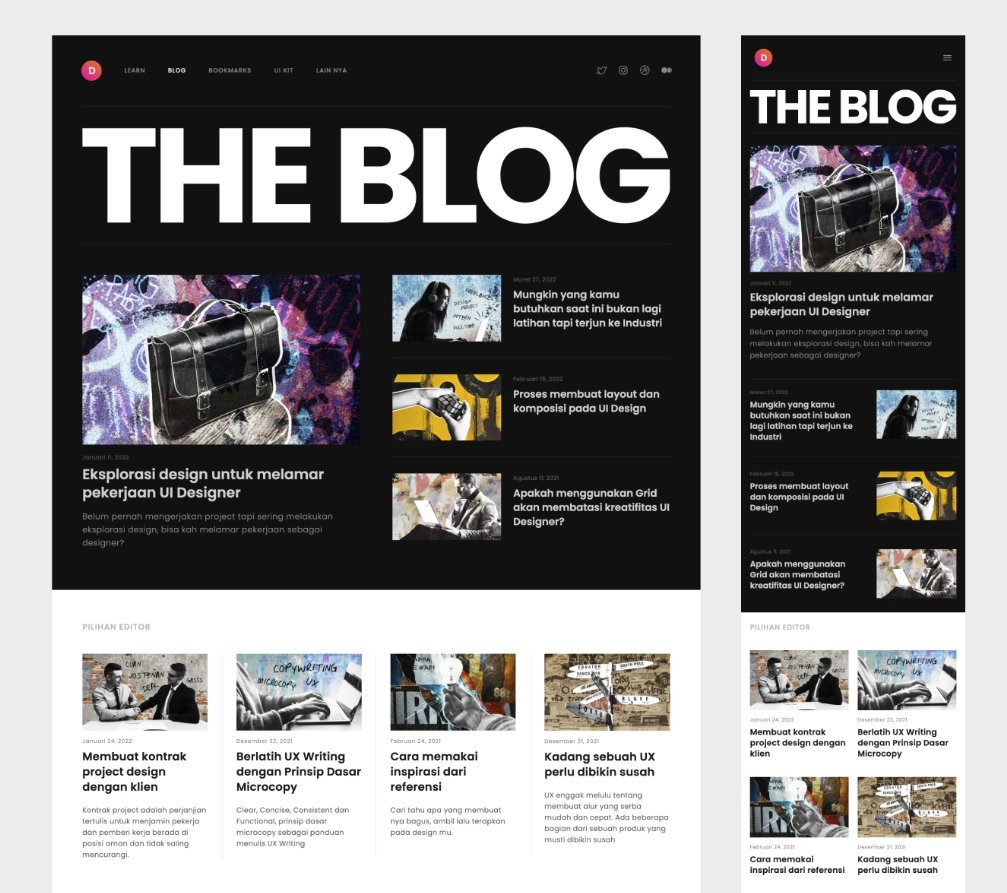 D LEARN BLOG BOOKMARKS UI KIT LAIN NYA
THE BLOG
Januari 11, 2022
Eksplorasi design untuk melamar
pekerjaan UI Designer
Belum pernah mengerjakan project tapi sering melakukan
eksplorasi design, bisa kah melamar pekerjaan sebagai
designer?
Maret 27, 2022
Mungkin yang kamu
butuhkan saat ini bukan lagi
latihan tapi terjun ke Industri
Februari 15, 2022
Proses membuat layout dan
komposisi pada UI Design
Agustus 11, 2021
Apakah menggunakan Grid
akan membatasi kreatifitas UI
Designer?
PILIHAN EDITOR
COPYWRITING
MICROCOPY UX
Januari 24, 2022
Membuat kontrak
project design
dengan klien
Kontrak project adalah perjanjian
tertulis untuk menjamin pekerja
dan pemberi kerja berada di
posisi aman dan tidak saling
mencurangi.
Desember 22, 2021
Berlatih UX Writing
dengan Prinsip Dasar
Microcopy
Clear, Concise, Consistent dan
Functional, prinsip dasar
microcopy sebagai panduan
menulis UX Writing
Februari 24, 2021
Cara memakai
inspirasi dari
referensi
Cari tahu apa yang membuat
nya bagus, ambil lalu terapkan
pada design mu.
Desember 21, 2021
Kadang sebuah UX
perlu dibikin susah
UX enggak melulu tentang
membuat alur yang serba
mudah dan cepat. Ada beberapa
bagian dari sebuah produk yang
musti dibikin susah
D
THE BLOG
Januari 11, 2022
Eksplorasi design untuk melamar
pekerjaan UI Designer
Belum pernah mengerjakan project tapi sering
melakukan eksplorasi design, bisa kah melamar
pekerjaan sebagai designer?
Maret 27, 2022
Mungkin yang kamu
butuhkan saat ini bukan
lagi latihan tapi terjun ke
Industri
Februari 15, 2022
Proses membuat layout
dan komposisi pada UI
Design
Agustus 11, 2021
Apakah menggunakan
Grid akan membatasi
kreatifitas UI Designer?
PILIHAN EDITOR
COPYWRITING
MICROCOPY UX
Januari 24, 2022
Membuat kontrak
project design dengan
klien
Desember 22, 2021
Berlatih UX Writing
dengan Prinsip Dasar
Microcopy
Februari 24, 2021
Cara memakai
inspirasi dari referensi
Desember 21, 2021
Kadang sebuah UX
perlu dibikin susah